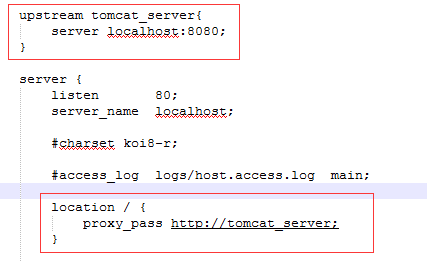 upstream tomcat_server{
server localhost:8080;
}
server {
listen 80;
server_name localhost;
#charset koi8-r;
#access_log logs/host.access.log main;
location / {
proxy_pass http://tomcat_server;
}